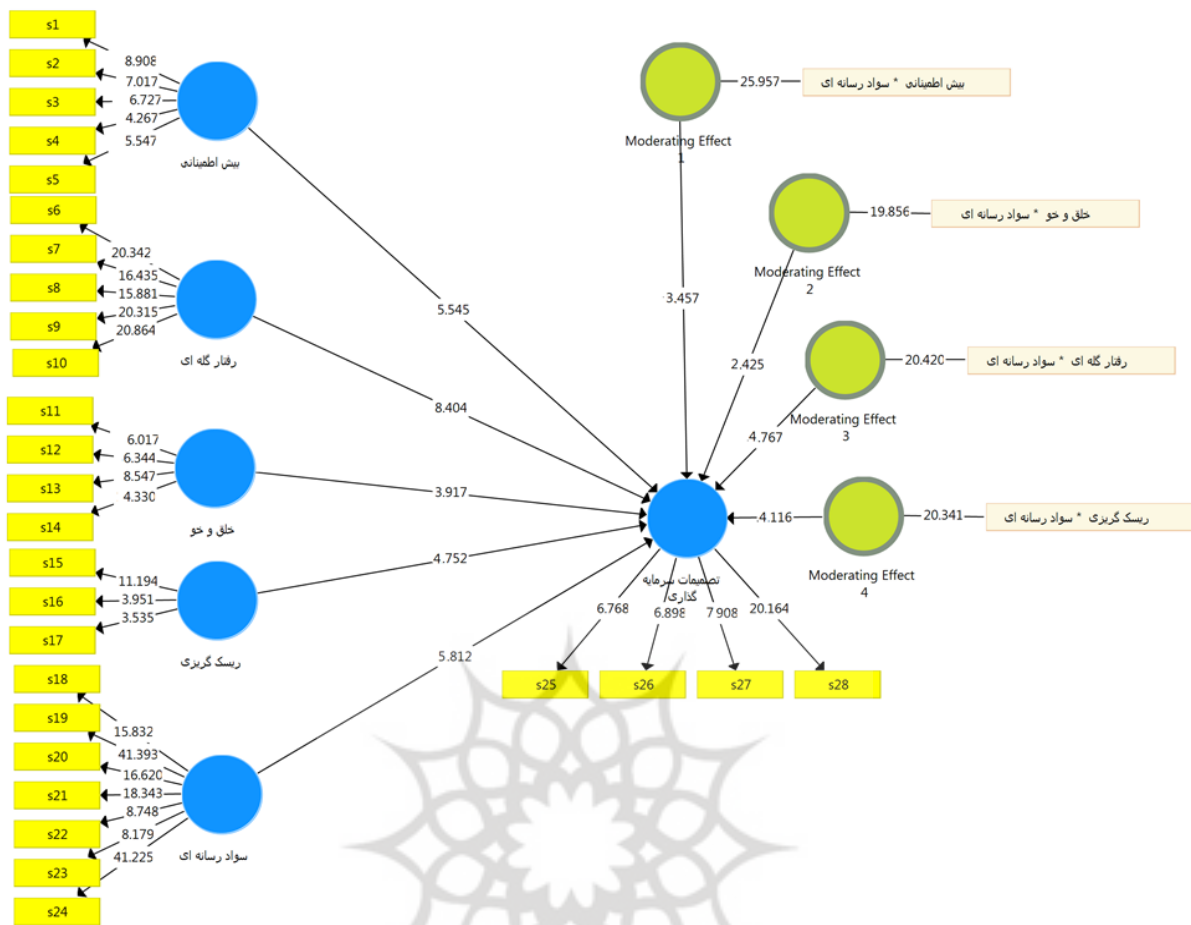 s1
s2
s3
s4
s5
8.908
7.017
6.727
4.267
5.547
بیش اطمینانی
s6
s7
s8
s9
s10
20.342
16.435
15.881
20.315
20.864
رفتار گله ای
s11
s12
s13
s14
6.017
6.344
8.547
4.330
خلق و خو
s15
s16
s17
11.194
3.951
3.535
ریسک گریزی
s18
s19
s20
s21
s22
s23
s24
15.832
41.393
16.620
18.343
8.748
8.179
41.225
سواد رسانه ای
5.545
8.404
3.917
4.752
5.812
25.957
بیش اطمینانی * سواد رسانه ای
Moderating Effect
1
3.457
19.856
خلق و خو * سواد رسانه ای
Moderating Effect
2
2.425
20.420
رفتار گله ای * سواد رسانه ای
Moderating Effect
3
4.767
20.341
ریسک گریزی * سواد رسانه ای
Moderating Effect
4
4.116
تصمیمات سرمایه
گذاری
6.768
6.898
7.908
20.164
s25
s26
s27
s28